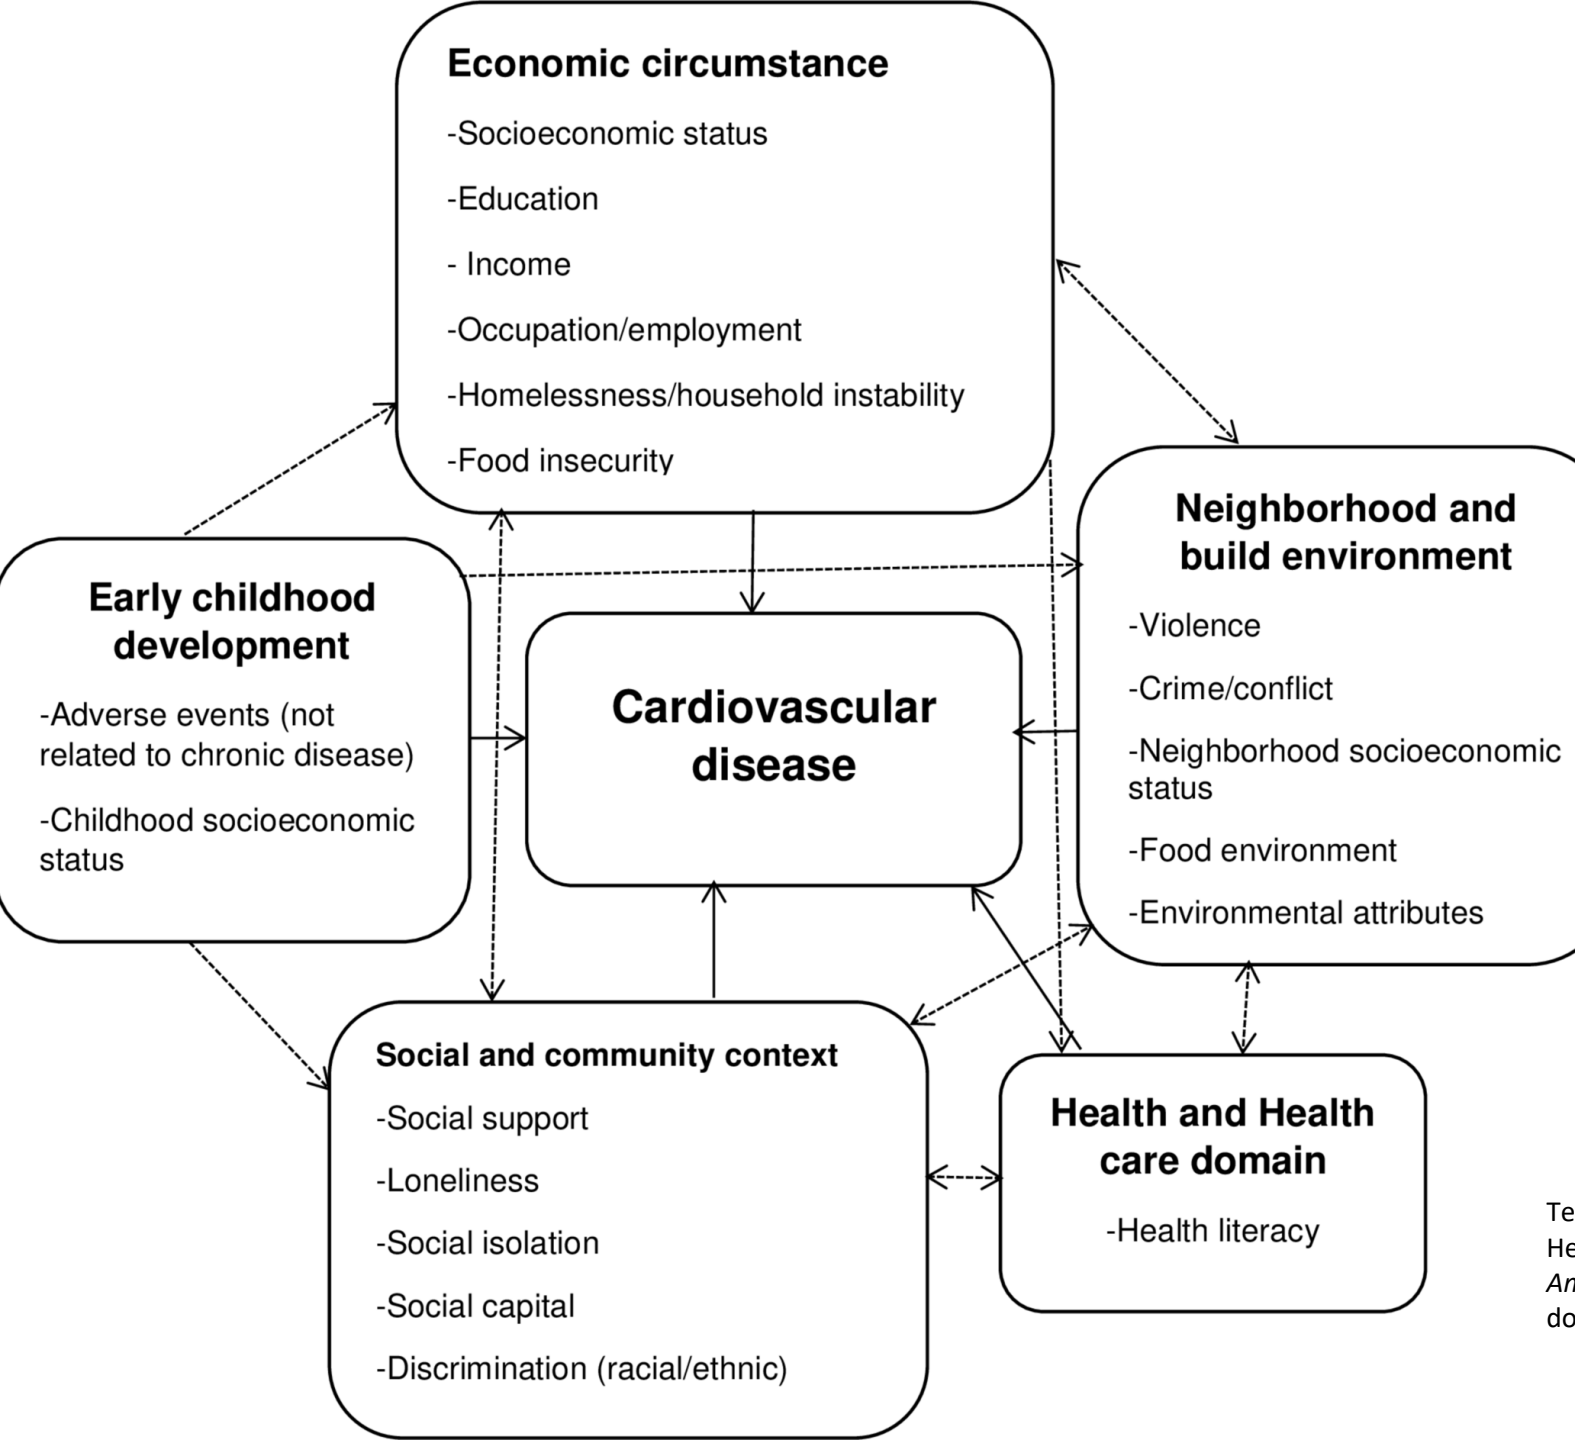 Economic circumstance
-Socioeconomic status
-Education
- Income
-Occupation/employment
-Homelessness/household instability
-Food insecurity
Early childhood
development
-Adverse events (not
related to chronic disease)
-Childhood socioeconomic
status
Cardiovascular
disease
Neighborhood and
build environment
-Violence
-Crime/conflict
-Neighborhood socioeconomic
status
-Food environment
-Environmental attributes
Social and community context
-Social support
-Loneliness
-Social isolation
-Social capital
-Discrimination (racial/ethnic)
Health and Health
care domain
-Health literacy